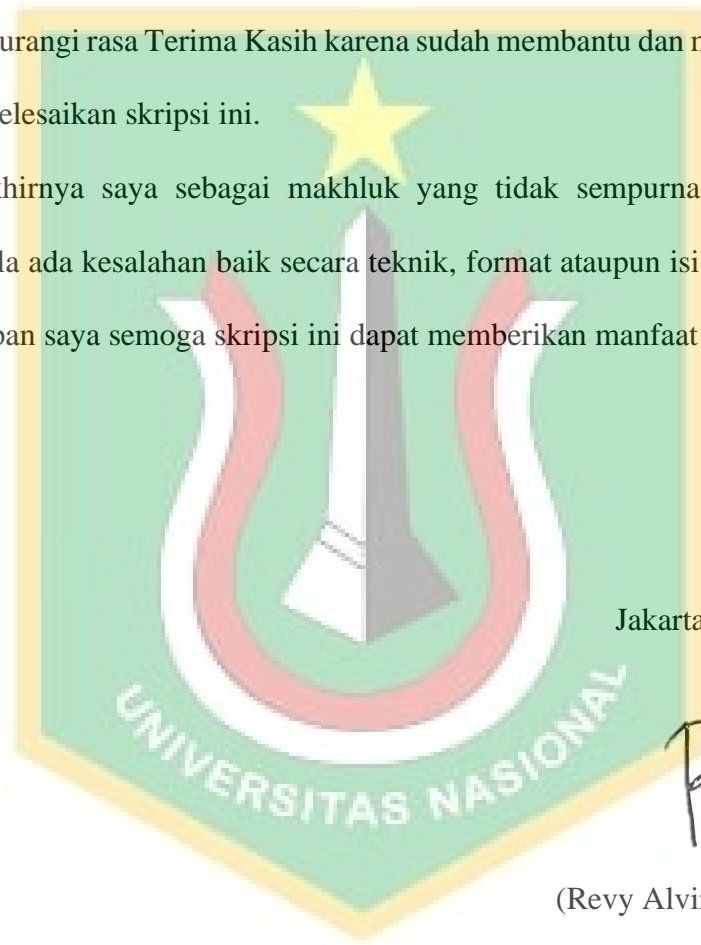 urangi rasa Terima Kasih karena sudah membantu dan
elesaikan skripsi ini.
hirnya saya sebagai makhluk yang tidak sempurna
la ada kesalahan baik secara teknik, format ataupun isi
pan saya semoga skripsi ini dapat memberikan manfaat
Jakarta
UNIVERSITAS NASIONAL
(Revy Alvi